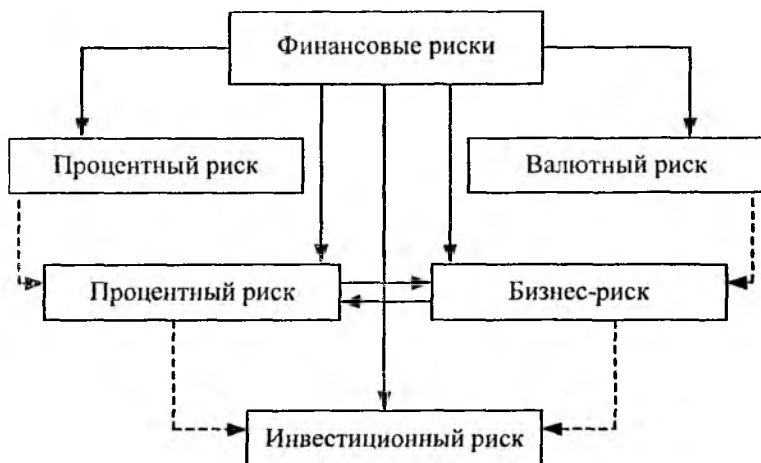 Финансовые риски
Процентный риск
Валютный риск
Процентный риск
Бизнес-риск
Инвестиционный риск